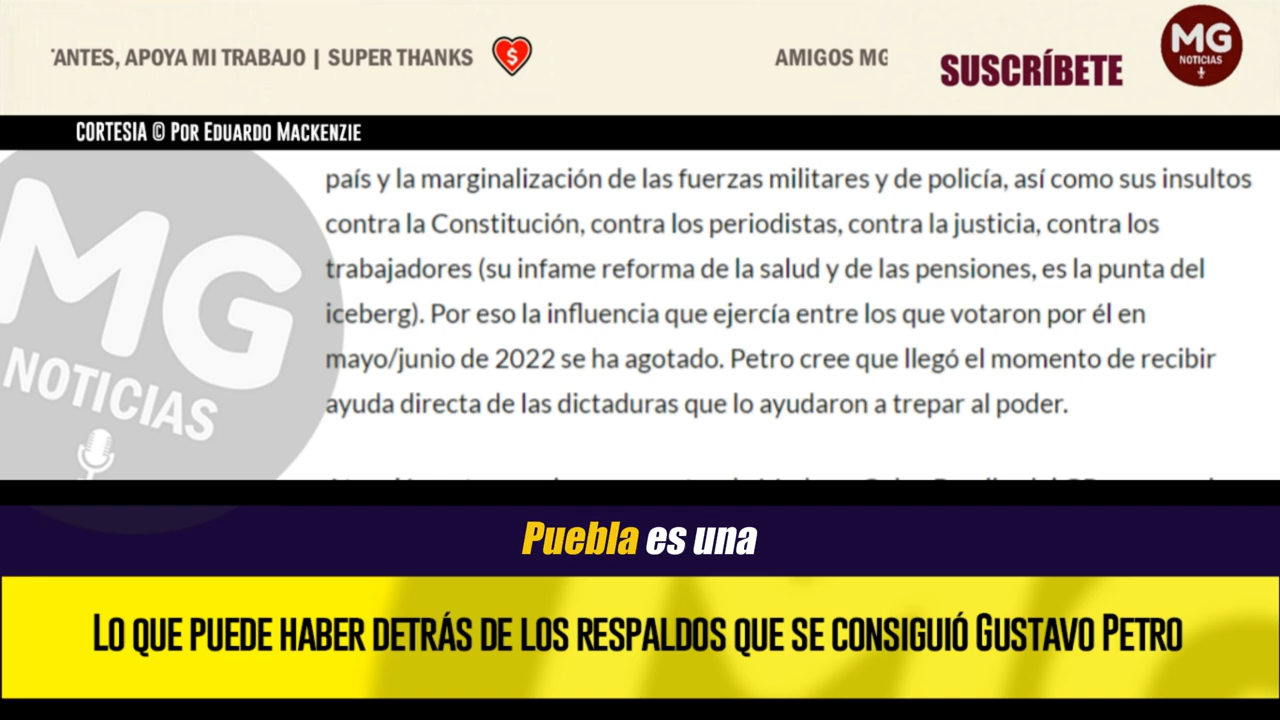 TANTES, APOYA MI TRABAJO | SUPER THANKS
AMIGOS MG
SUSCRÍBETE
MG
NOTICIAS
CORTESIA © Por Eduardo Mackenzie
MG
NOTICIAS
país y la marginalización de las fuerzas militares y de policía, así como sus insultos
contra la Constitución, contra los periodistas, contra la justicia, contra los
trabajadores (su infame reforma de la salud y de las pensiones, es la punta del
iceberg). Por eso la influencia que ejercía entre los que votaron por él en
mayo/junio de 2022 se ha agotado. Petro cree que llegó el momento de recibir
ayuda directa de las dictaduras que lo ayudaron a trepar al poder.
Puebla es una
Lo que puede haber detrás de los respaldos que se consiguió Gustavo Petro